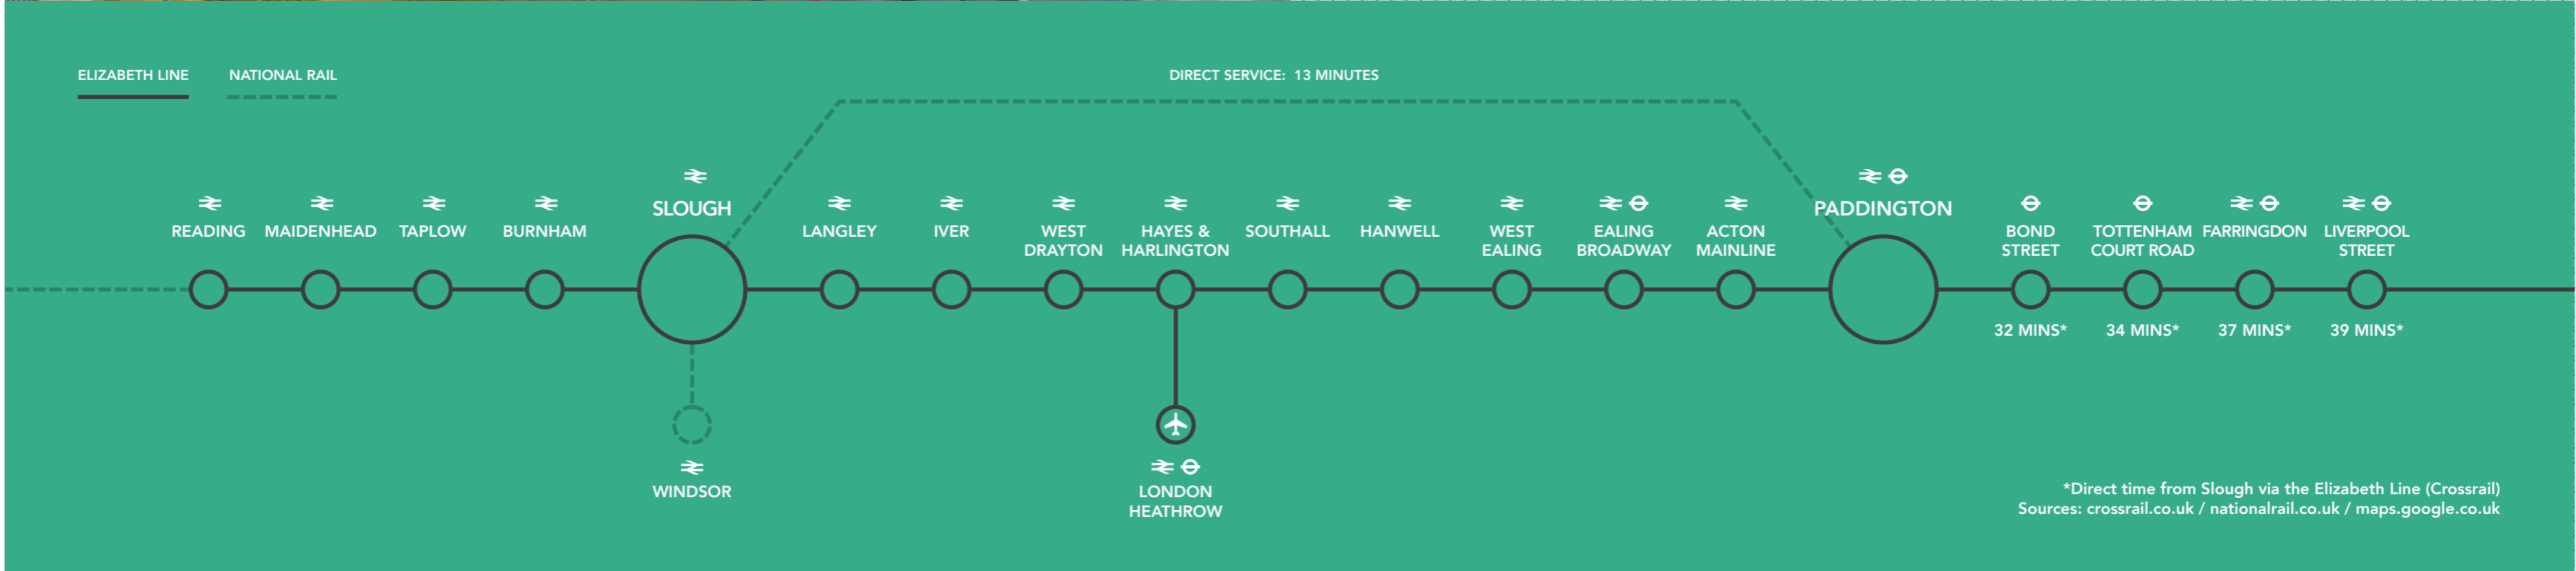 ELIZABETH LINE
NATIONAL RAIL
DIRECT SERVICE: 13 MINUTES
READING
MAIDENHEAD
TAPLOW
BURNHAM
SLOUGH
LANGLEY
IVER
WEST
DRAYTON
HAYES &
HARLINGTON
SOUTHALL
HANWELL
WEST
EALING
EALING
BROADWAY
ACTON
MAINLINE
PADDINGTON
BOND
STREET
TOTTENHAM
COURT ROAD
FARRINGDON
LIVERPOOL
STREET
32 MINS*
34 MINS*
37 MINS*
39 MINS*
WINDSOR
LONDON
HEATHROW
*Direct time from Slough via the Elizabeth Line (Crossrail)
Sources: crossrail.co.uk / nationalrail.co.uk / maps.google.co.uk